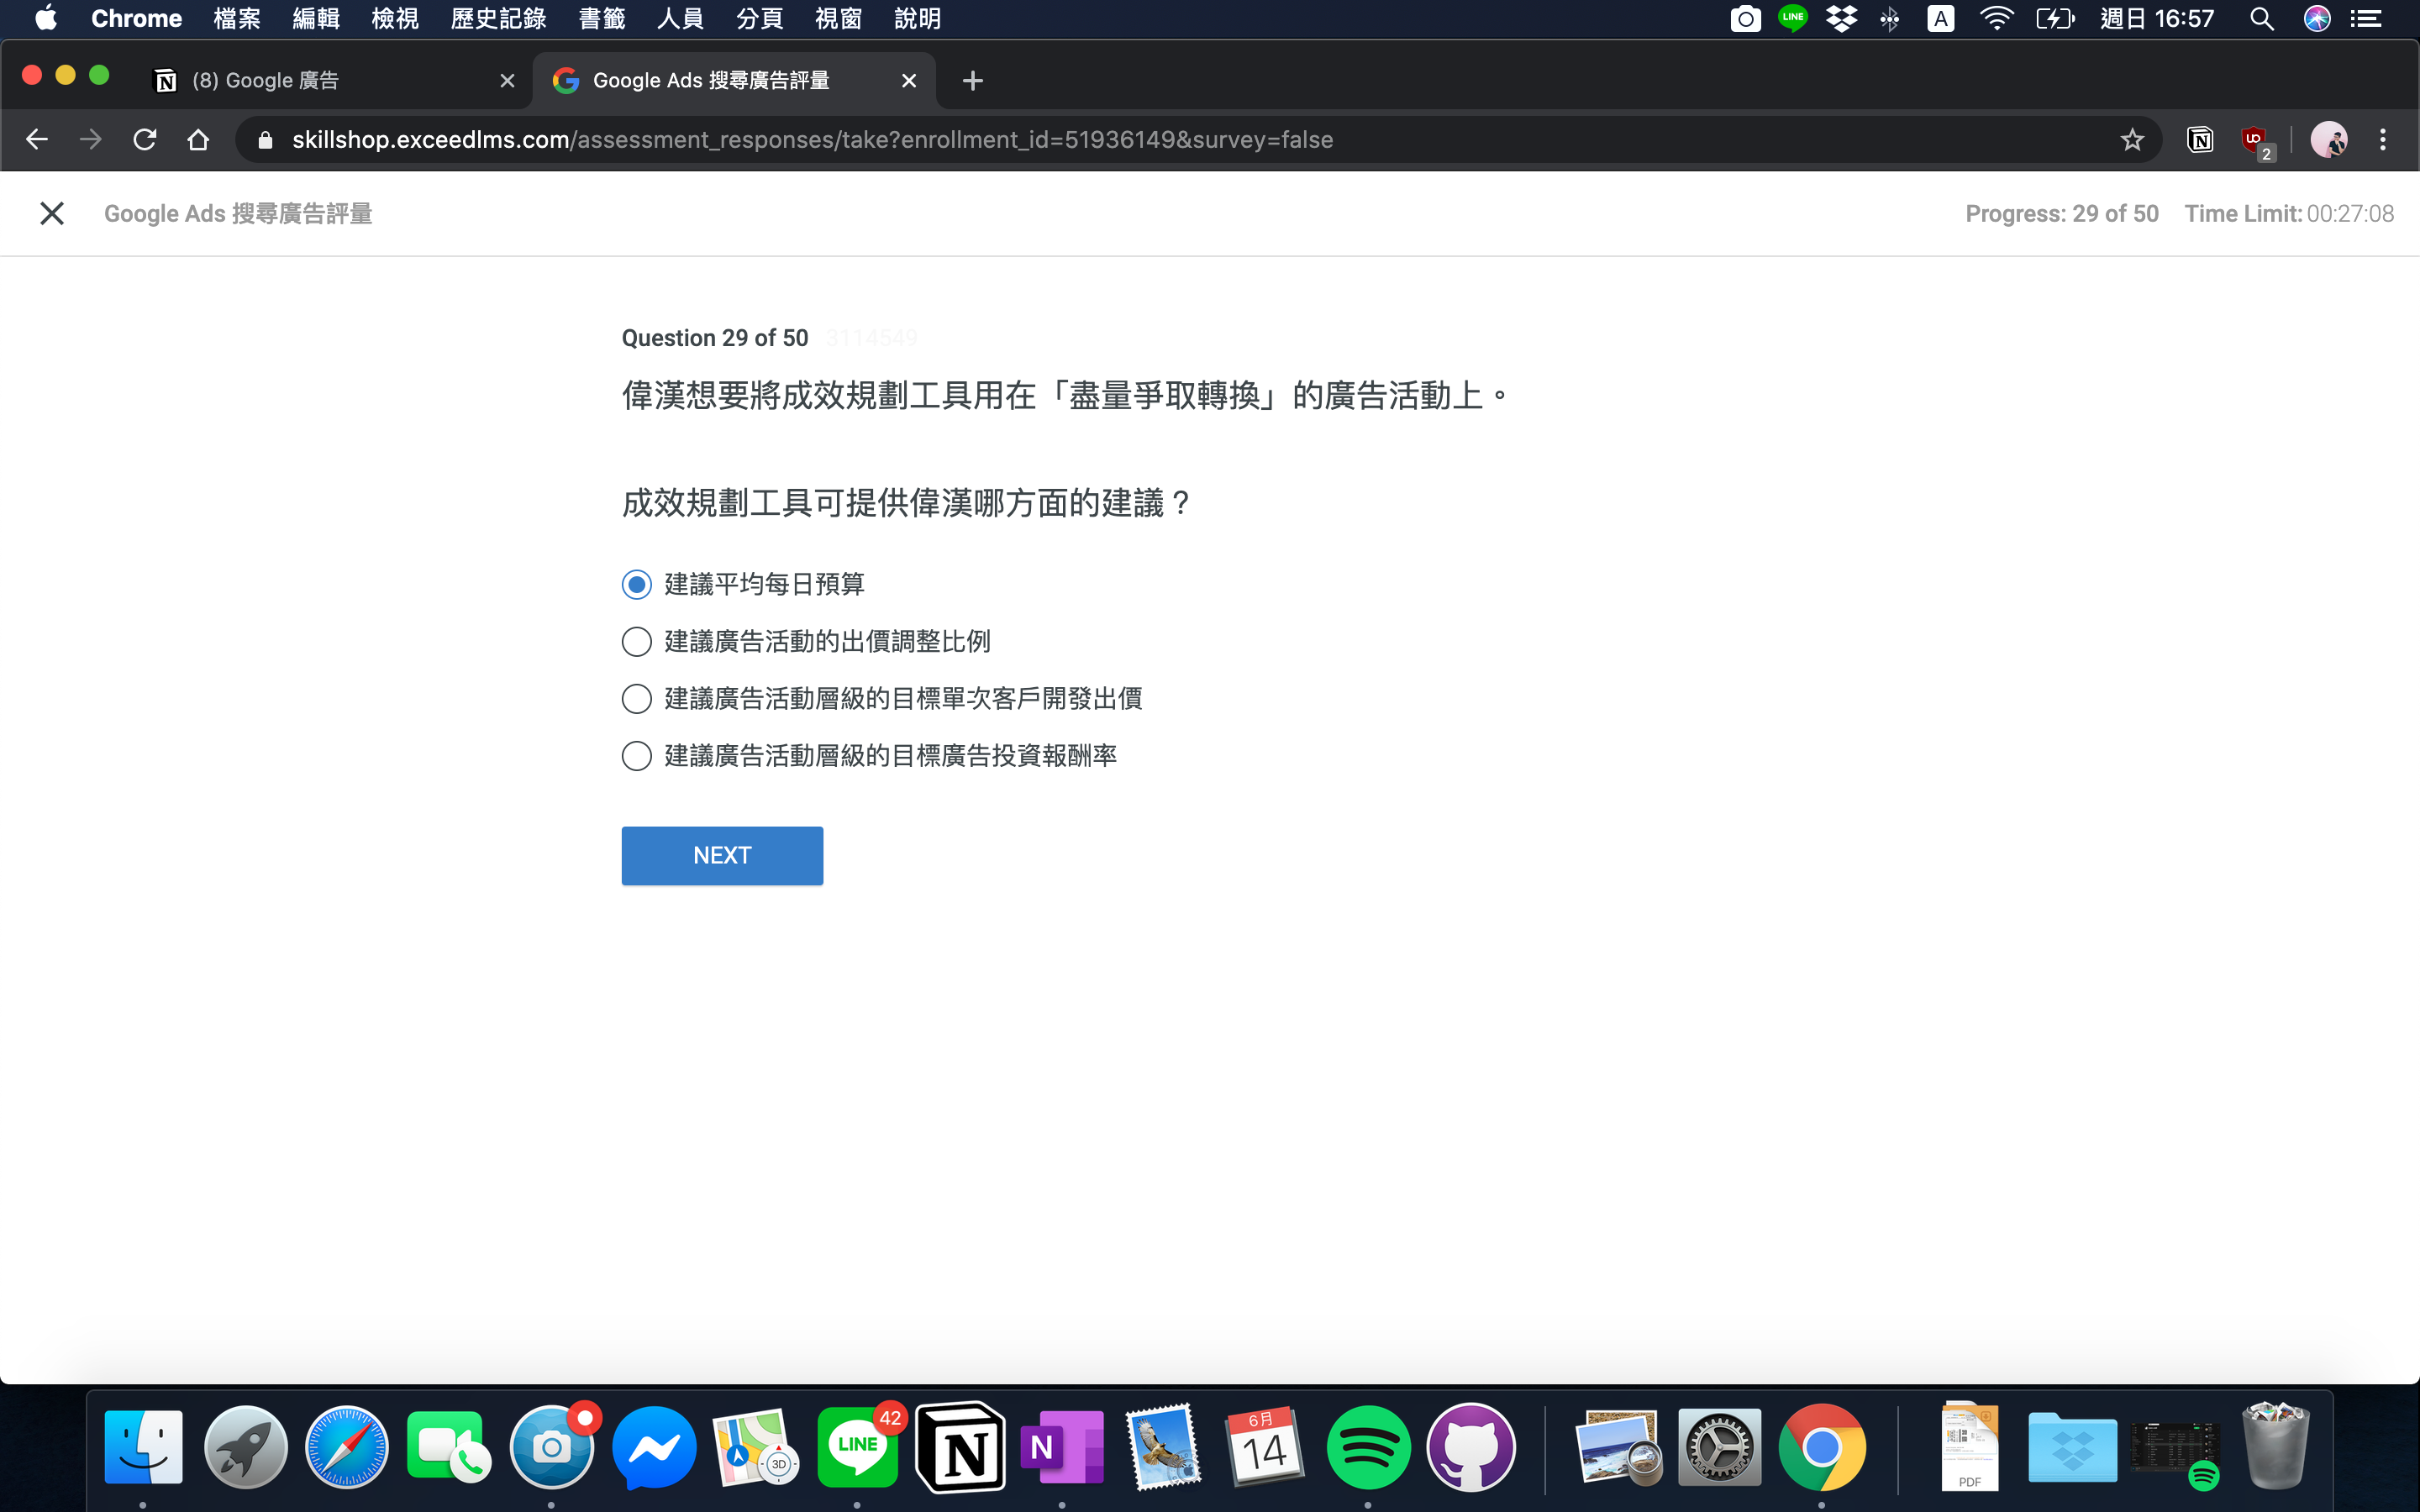 Chrome 檔案 編輯 檢視 歷史記錄 書籤 人員 分頁 視窗 說明 LINE A 週日 16:57
(8) Google 廣告
Google Ads 搜尋廣告評量
skillshop.exceedlms.com/assessment_responses/take?enrollment_id=51936149&survey=false
2
Google Ads 搜尋廣告評量
Progress: 29 of 50 Time Limit: 00:27:08
Question 29 of 50 3114549
偉漢想要將成效規劃工具用在「盡量爭取轉換」的廣告活動上。
成效規劃工具可提供偉漢哪方面的建議？
建議平均每日預算
建議廣告活動的出價調整比例
建議廣告活動層級的目標單次客戶開發出價
建議廣告活動層級的目標廣告投資報酬率
NEXT
3D
LINE
42
N
N
6月
14
PDF